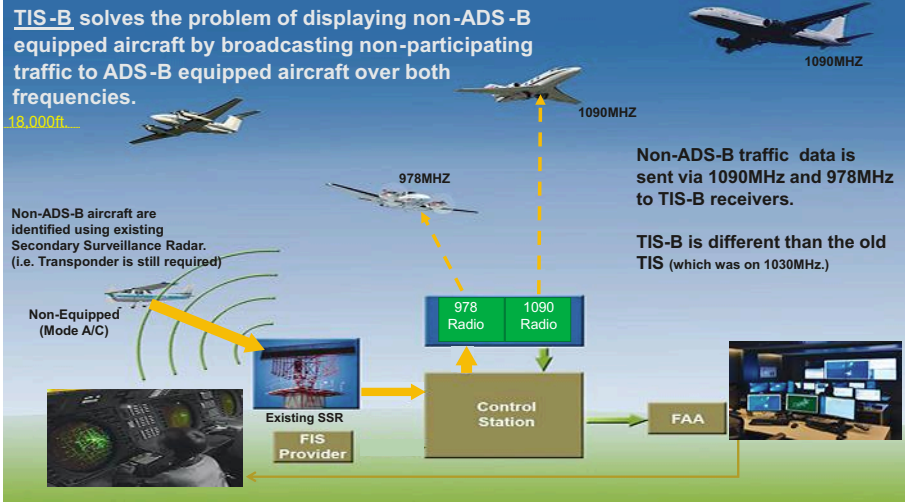 TIS-B solves the problem of displaying non-ADS-B
equipped aircraft by broadcasting non-participating
traffic to ADS-B equipped aircraft over both
frequencies.
18,000ft.
1090MHZ
1090MHZ
978MHZ
Non-ADS-B traffic data is
sent via 1090MHz and 978MHz
to TIS-B receivers.
TIS-B is different than the old
TIS (which was on 1030MHz.)
Non-ADS-B aircraft are
identified using existing
Secondary Surveillance Radar.
(i.e. Transponder is still required)
Non-Equipped
(Mode A/C)
978
Radio
1090
Radio
Existing SSR
Control
Station
FAA
FIS
Provider